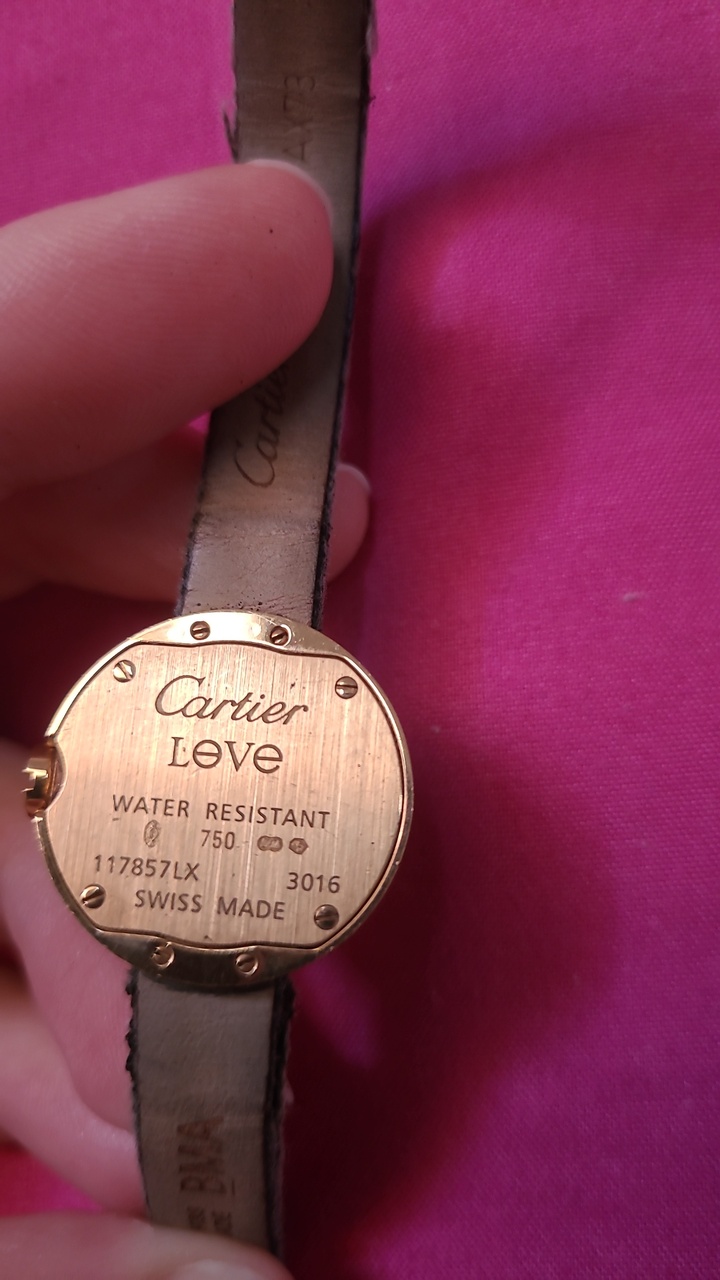 Cartier
Cartier
LOVE
WATER RESISTANT
750
117857LX 3016
SWISS MADE